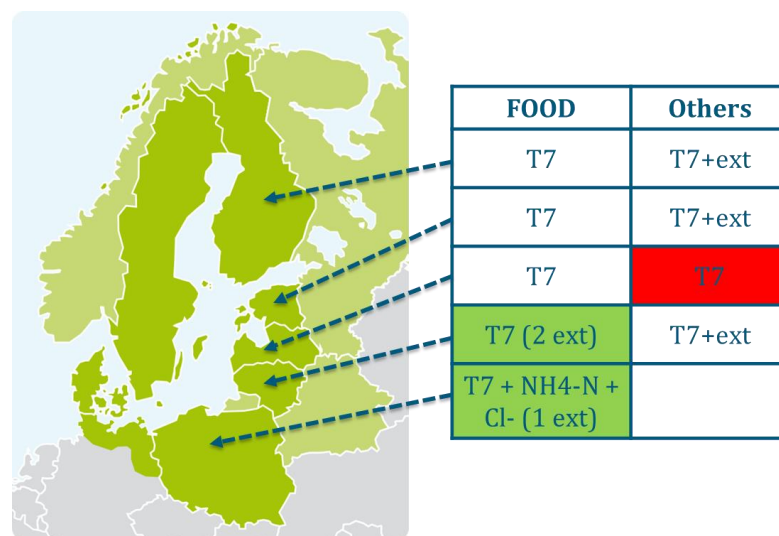 FOOD Others
T7 T7+ext
T7 T7+ext
T7 T7
T7 (2 ext) T7+ext
T7 + NH4-N +
Cl- (1 ext)